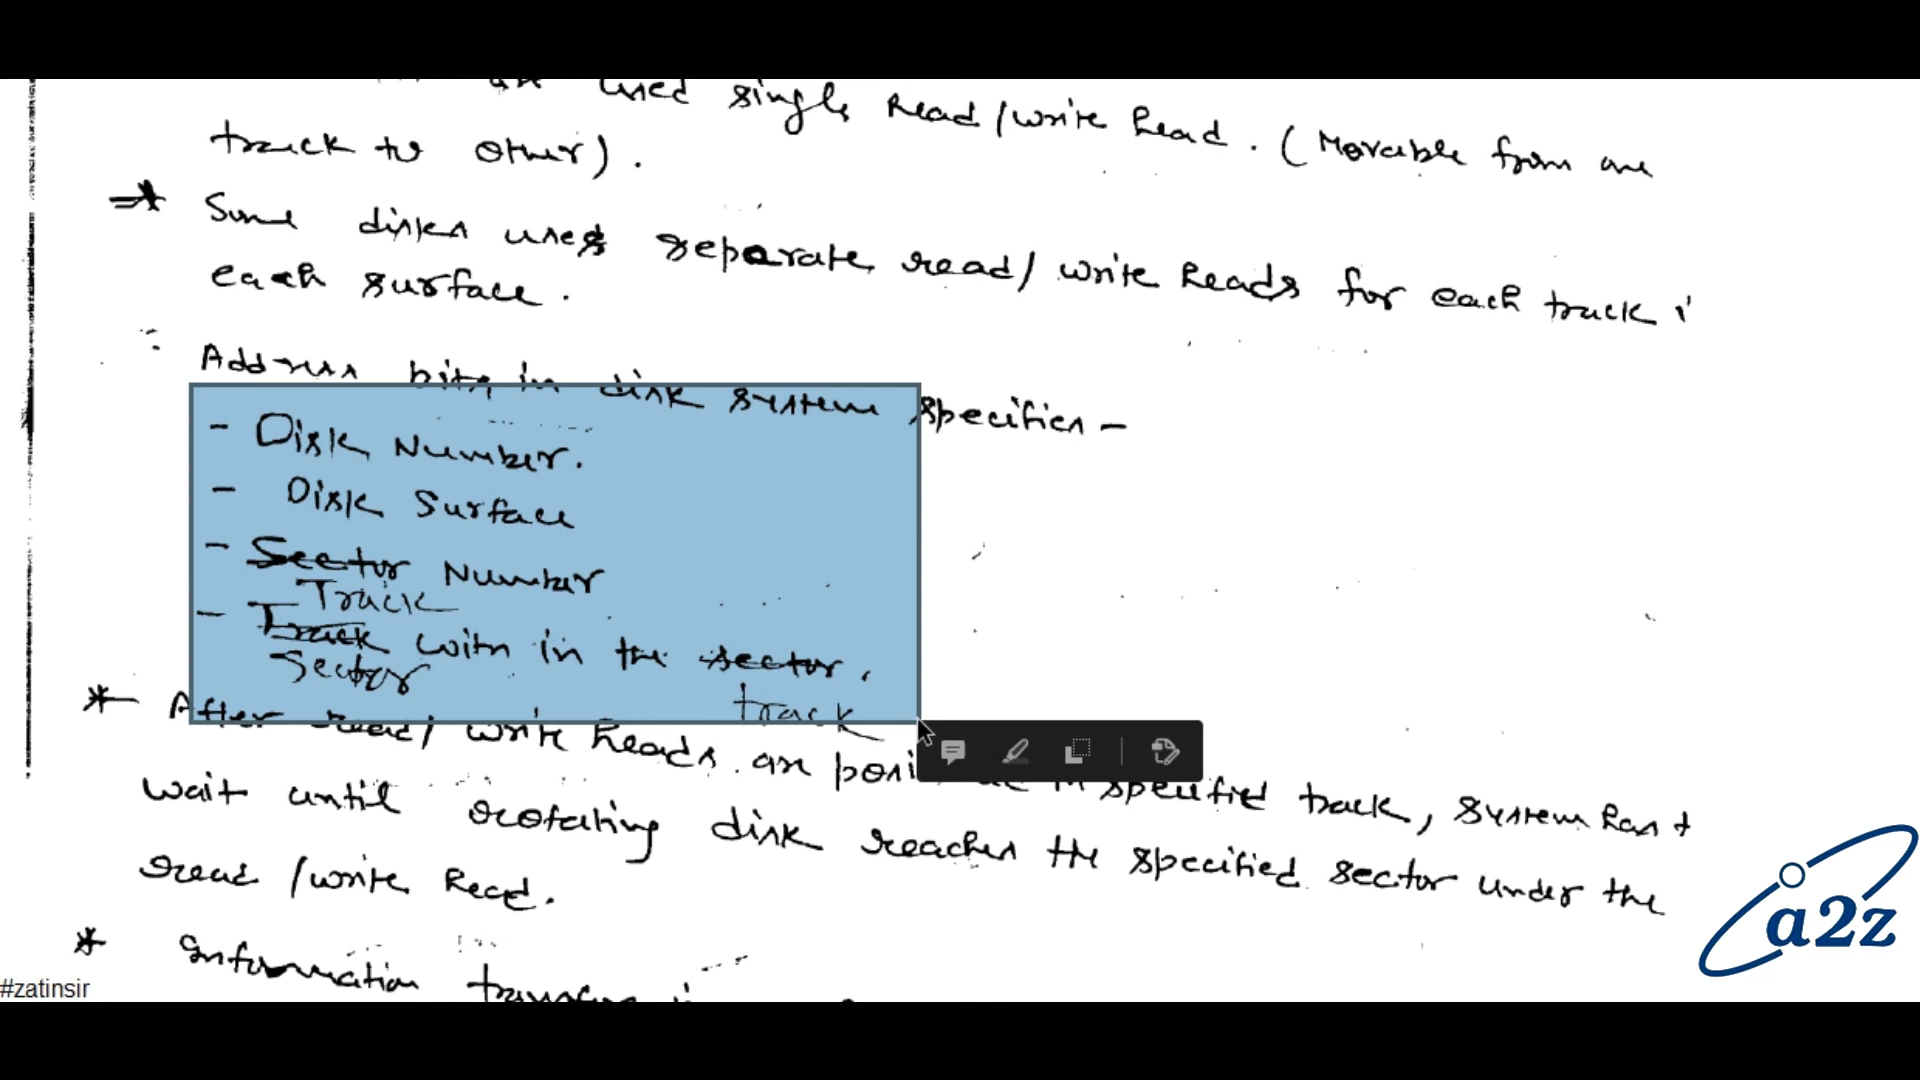 used single Read/write head. (Movable from one
track to other).
Some disks uses separate read/write heads for each track i
each surface.
Address bits in disk system specifies -
- Disk Number.
- Disk Surface
- Sector Number
Track
- Track with in the sector.
Sector track
* After read/write heads are in specified track, system has t
wait until rotating disk reaches the specified sector under the
read/write head.
* Information
#zatinsir
a2z